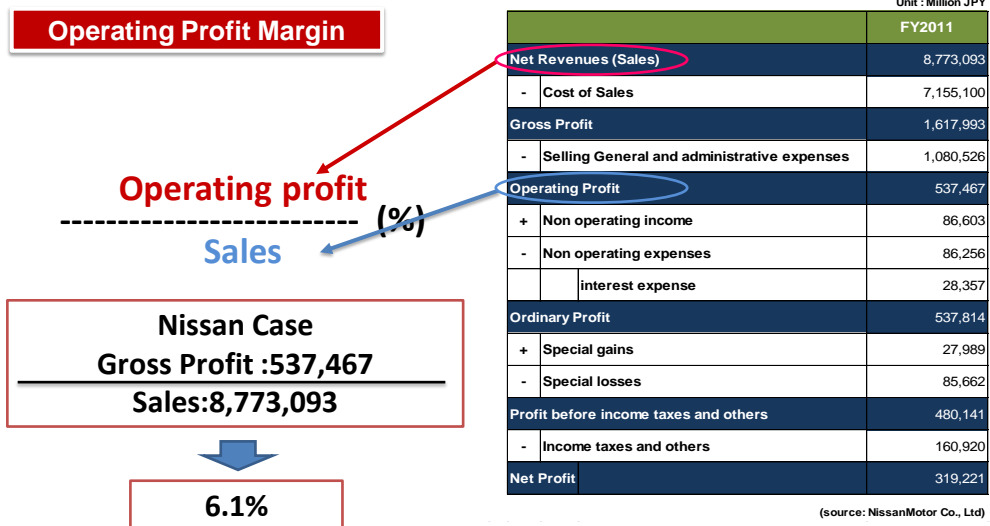 Operating Profit Margin
Operating profit
--------------------------- (%)
Sales
Nissan Case
Gross Profit :537,467
Sales:8,773,093
6.1%
Unit : Million JPY
FY2011
Net Revenues (Sales) 8,773,093
- Cost of Sales 7,155,100
Gross Profit 1,617,993
- Selling General and administrative expenses 1,080,526
Operating Profit 537,467
+ Non operating income 86,603
- Non operating expenses 86,256
interest expense 28,357
Ordinary Profit 537,814
+ Special gains 27,989
- Special losses 85,662
Profit before income taxes and others 480,141
- Income taxes and others 160,920
Net Profit 319,221
(source: NissanMotor Co., Ltd)